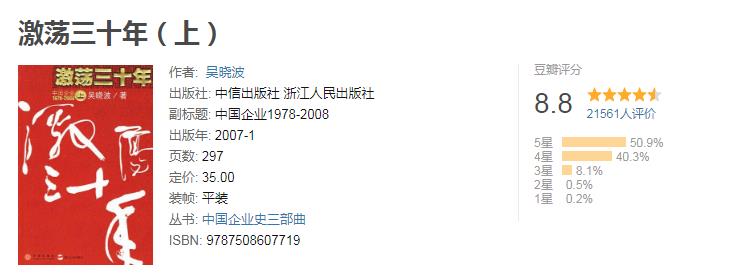 激荡三十年（上）
激荡三十年
中国企业
1978-2008
上
吴晓波／著
激荡
三十
年
作者: 吴晓波
出版社: 中信出版社 浙江人民出版社
副标题: 中国企业1978-2008
出版年: 2007-1
页数: 297
定价: 35.00
装帧: 平装
丛书: 中国企业史三部曲
ISBN: 9787508607719
豆瓣评分
8.8
21561人评价
5星 50.9%
4星 40.3%
3星 8.1%
2星 0.5%
1星 0.2%